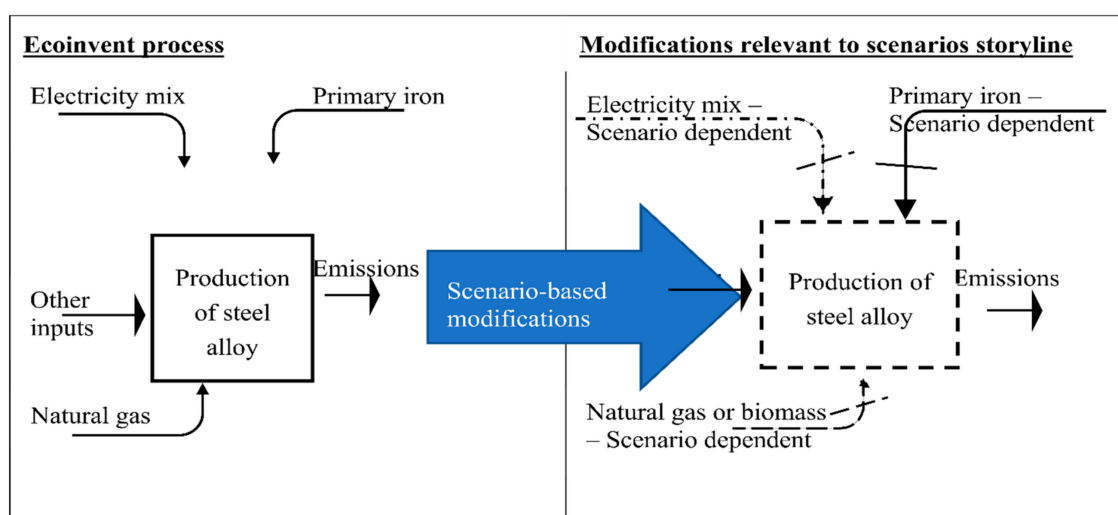 Ecoinvent process
Electricity mix
Primary iron
Production
of steel
alloy
Emissions
Other
inputs
Natural gas
Scenario-based
modifications
Modifications relevant to scenarios storyline
Electricity mix –
Scenario dependent
Primary iron –
Scenario dependent
Production of
steel alloy
Emissions
Natural gas or biomass
– Scenario dependent